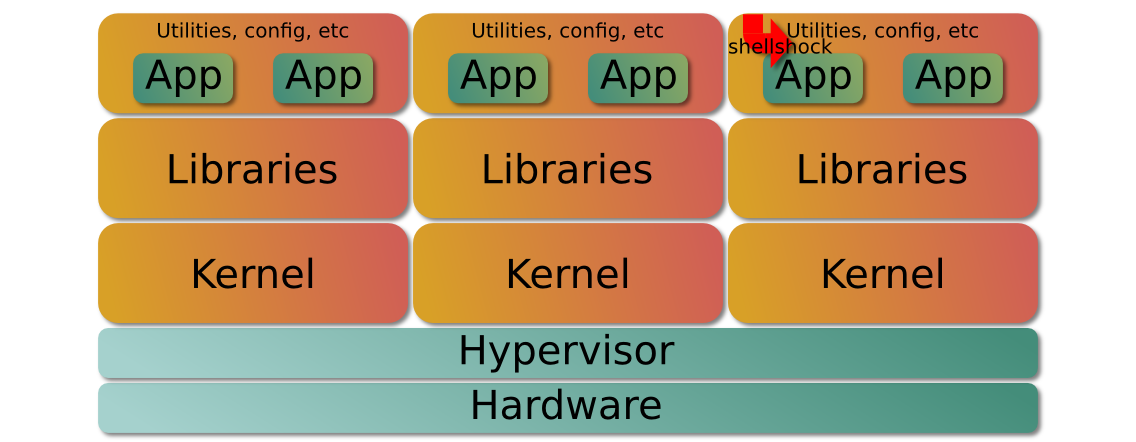 Utilities, config, etc
App App
Utilities, config, etc
App App
Utilities, config, etc
shellshock
App App
Libraries Libraries Libraries
Kernel Kernel Kernel
Hypervisor
Hardware